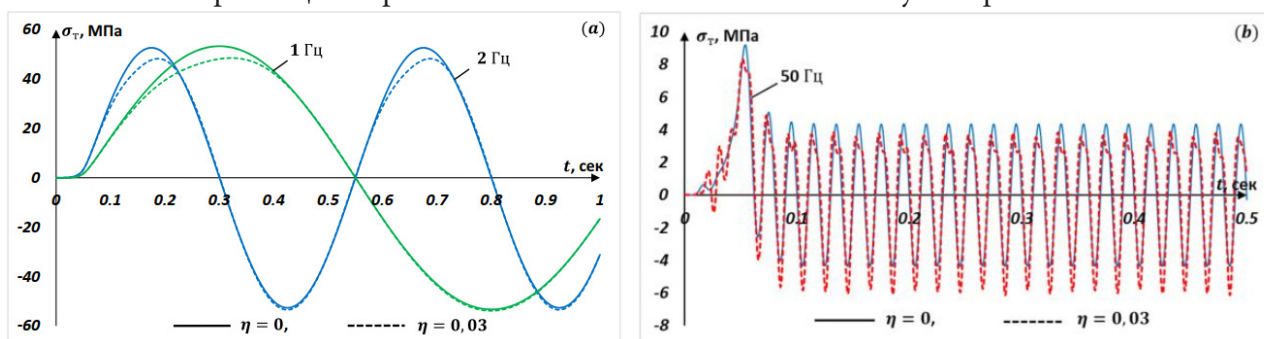 60
σ_т, МПа
(a)
1 Гц
2 Гц
40
20
0
-20
-40
-60
t, сек
0 0.1 0.2 0.3 0.4 0.5 0.6 0.7 0.8 0.9 1
η = 0, η = 0,03
10
σ_т, МПа
(b)
50 Гц
8
6
4
2
0
-2
-4
-6
-8
t, сек
0 0.1 0.2 0.3 0.4 0.5
η = 0, η = 0,03